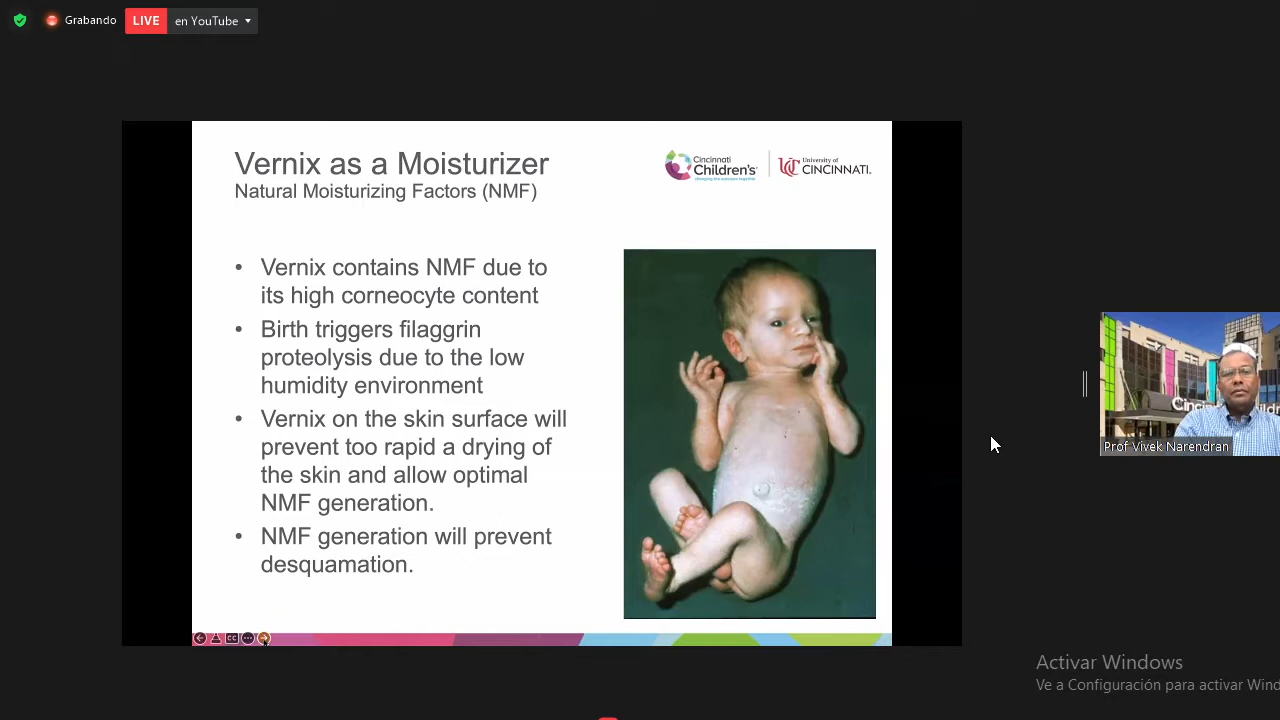 Grabando
LIVE en YouTube
Vernix as a Moisturizer
Natural Moisturizing Factors (NMF)
Cincinnati
Children's
changing the outcome together
University of
CINCINNATI
• Vernix contains NMF due to
its high corneocyte content
• Birth triggers filaggrin
proteolysis due to the low
humidity environment
• Vernix on the skin surface will
prevent too rapid a drying of
the skin and allow optimal
NMF generation.
• NMF generation will prevent
desquamation.
CC
Prof Vivek Narendran
Activar Windows
Ve a Configuración para activar Wind